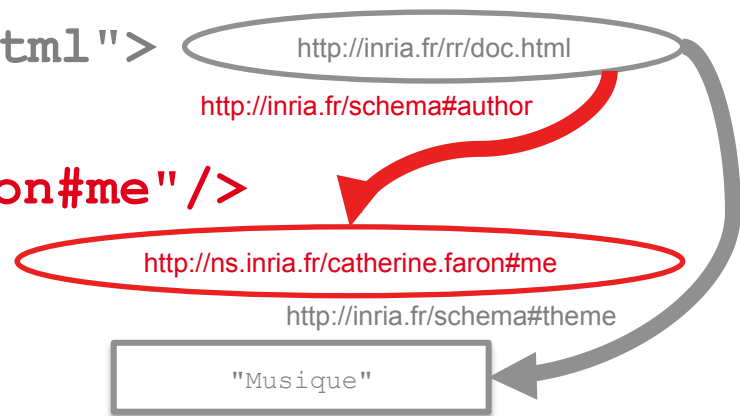 tml"> http://inria.fr/rr/doc.html
http://inria.fr/schema#author
on#me"/>
http://ns.inria.fr/catherine.faron#me
http://inria.fr/schema#theme
"Musique"